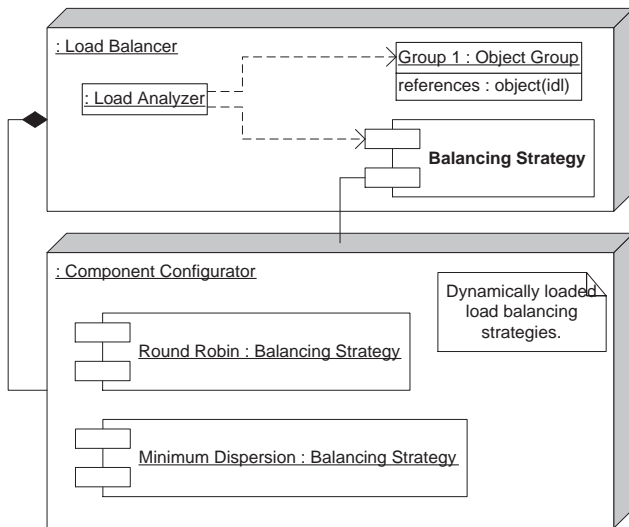 : Load Balancer
Group 1 : Object Group
references : object(idl)
: Load Analyzer
Balancing Strategy
: Component Configurator
Dynamically loaded
load balancing
strategies.
Round Robin : Balancing Strategy
Minimum Dispersion : Balancing Strategy